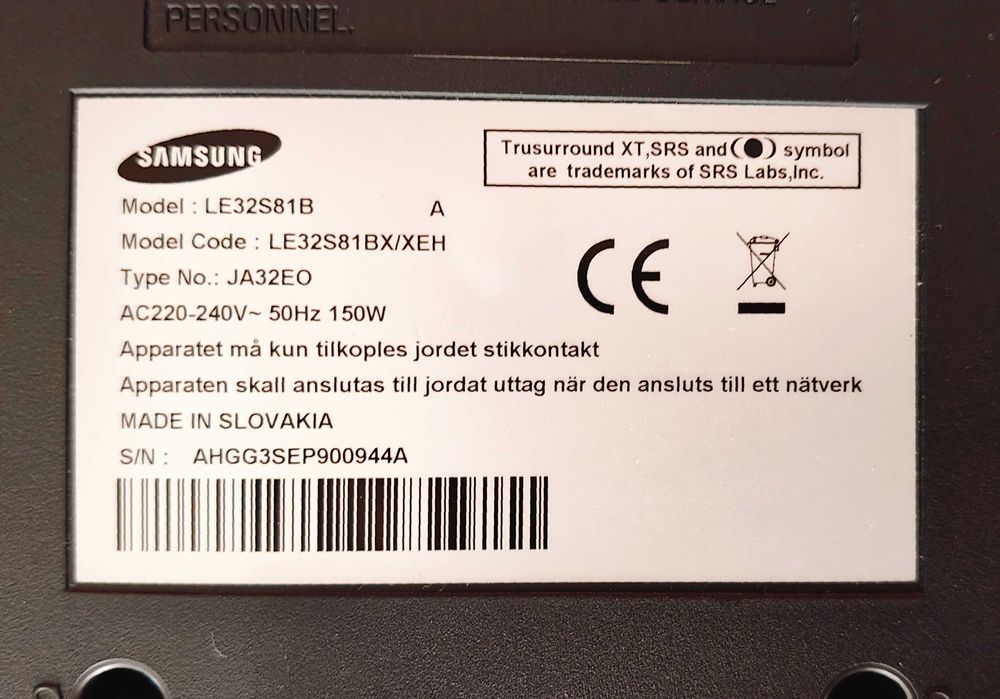 PERSONNEL.
SAMSUNG
Trusurround XT,SRS and symbol
are trademarks of SRS Labs,Inc.
Model : LE32S81B A
Model Code : LE32S81BX/XEH
Type No.: JA32EO
AC220-240V~ 50Hz 150W
CE
Apparatet må kun tilkoples jordet stikkontakt
Apparaten skall anslutas till jordat uttag när den ansluts till ett nätverk
MADE IN SLOVAKIA
S/N : AHGG3SEP900944A